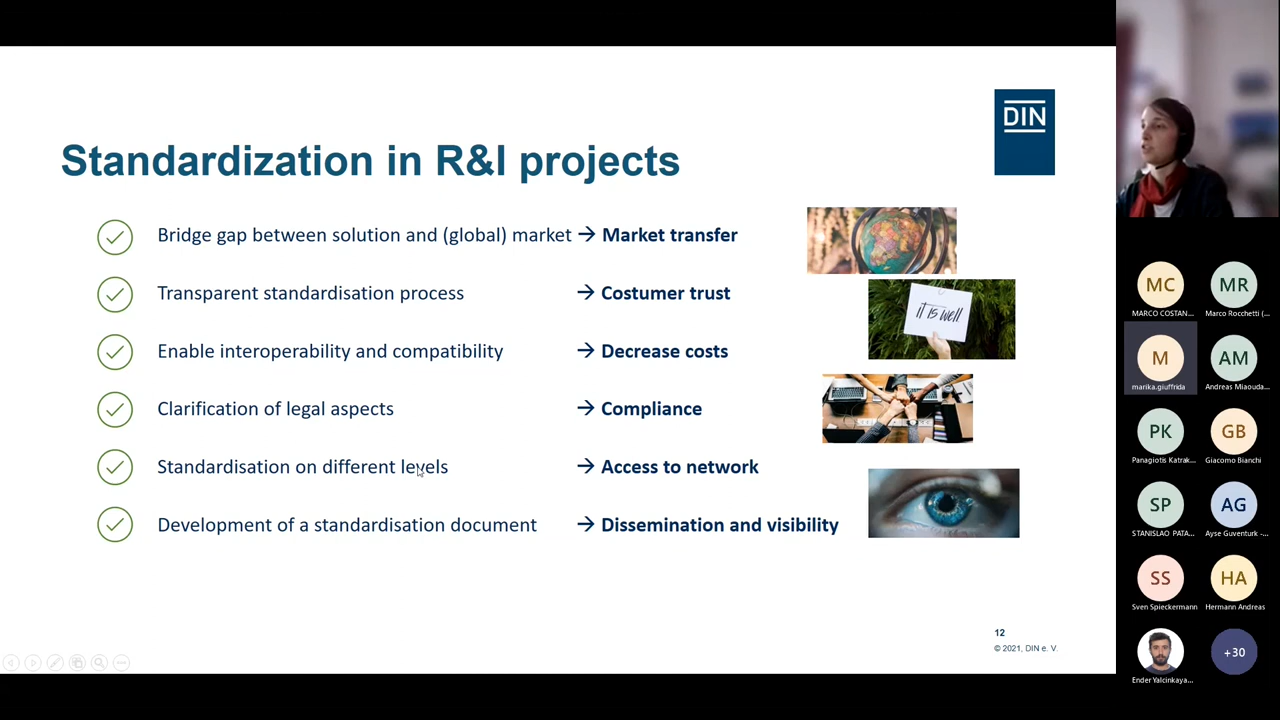 DIN
Standardization in R&I projects
Bridge gap between solution and (global) market → Market transfer
Transparent standardisation process → Costumer trust
Enable interoperability and compatibility → Decrease costs
Clarification of legal aspects → Compliance
Standardisation on different levels → Access to network
Development of a standardisation document → Dissemination and visibility
it is well
12
© 2021, DIN e. V.
MC MR
MARCO COSTAN... Marco Rocchetti (...
M AM
marika.giuffrida Andreas Miaouda...
PK GB
Panagiotis Katrak... Giacomo Bianchi
SP AG
STANISLAO PATA... Ayse Guventurk -...
SS HA
Sven Spieckermann Hermann Andreas
+30
Ender Yalcinkaya...